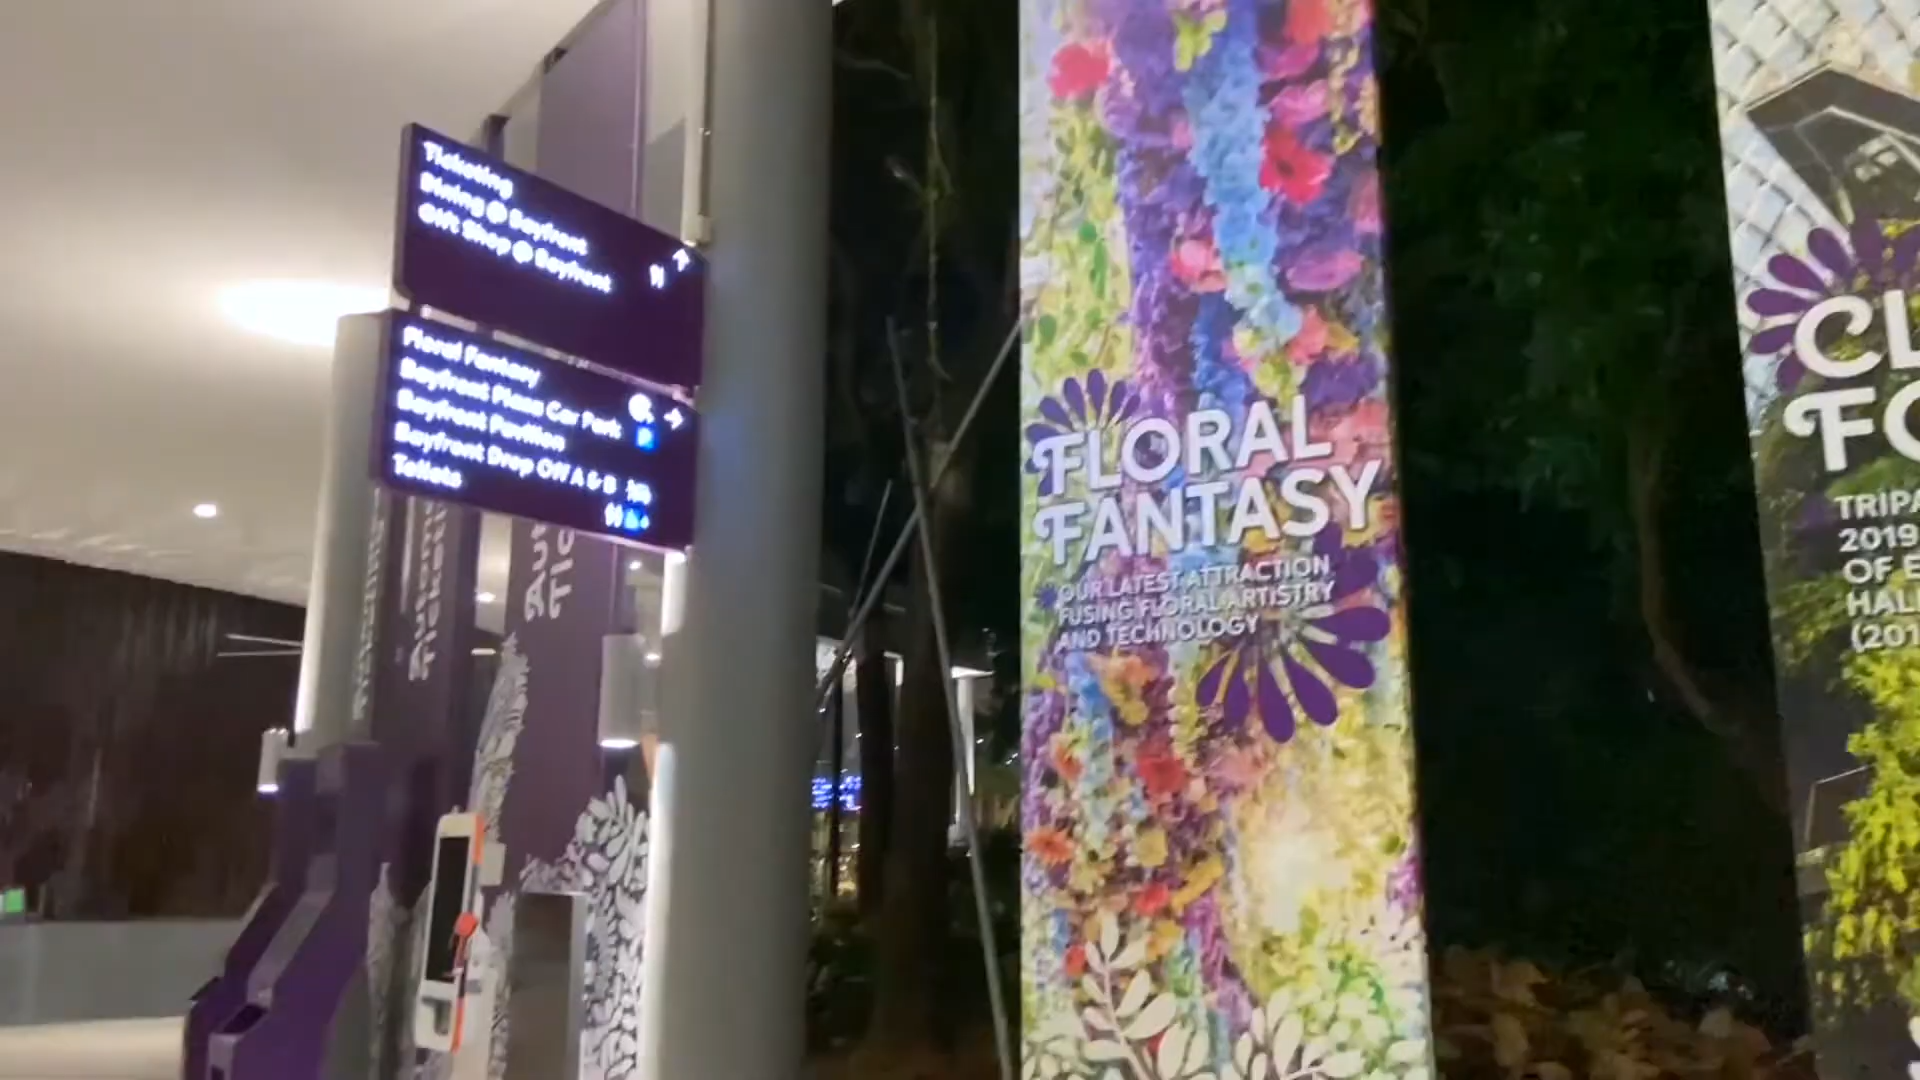 Ticketing
Dining @ Bayfront
Gift Shop @ Bayfront
Floral Fantasy
Bayfront Plaza Car Park
P
Bayfront Pavilion
Bayfront Drop Off A & B
Toilets
FLORAL
FANTASY
OUR LATEST ATTRACTION
FUSING FLORAL ARTISTRY
AND TECHNOLOGY
CL
FO
TRIPA
2019
OF E
HAL
(201